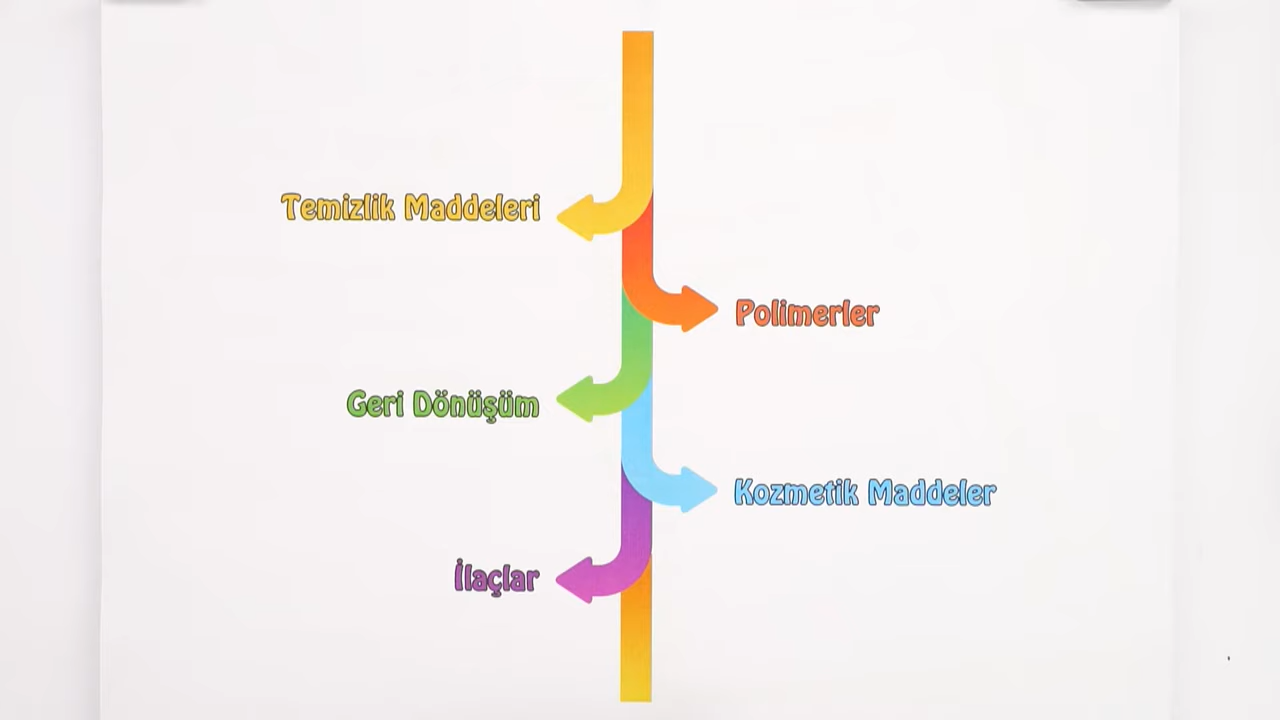 Temizlik Maddeleri
Polimerler
Geri Dönüşüm
Kozmetik Maddeler
İlaçlar